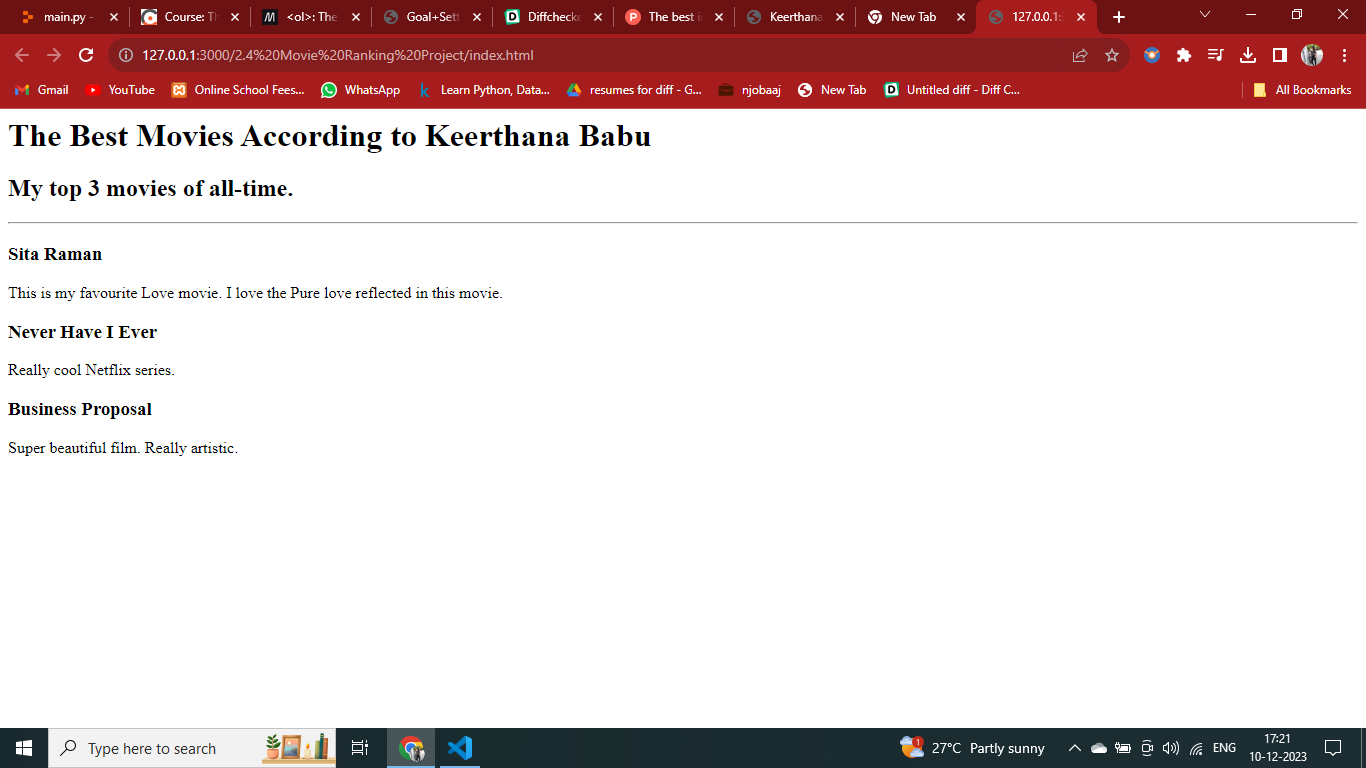 main.py -
Course: Th
<ol>: The
Goal+Sett
Diffchecke
The best i
Keerthana
New Tab
127.0.0.1:
127.0.0.1:3000/2.4%20Movie%20Ranking%20Project/index.html
Gmail
YouTube
Online School Fees...
WhatsApp
Learn Python, Data...
resumes for diff - G...
njobaaj
New Tab
Untitled diff - Diff C...
All Bookmarks
The Best Movies According to Keerthana Babu
My top 3 movies of all-time.
Sita Raman
This is my favourite Love movie. I love the Pure love reflected in this movie.
Never Have I Ever
Really cool Netflix series.
Business Proposal
Super beautiful film. Really artistic.
Type here to search
1
27°C Partly sunny
ENG
17:21
10-12-2023